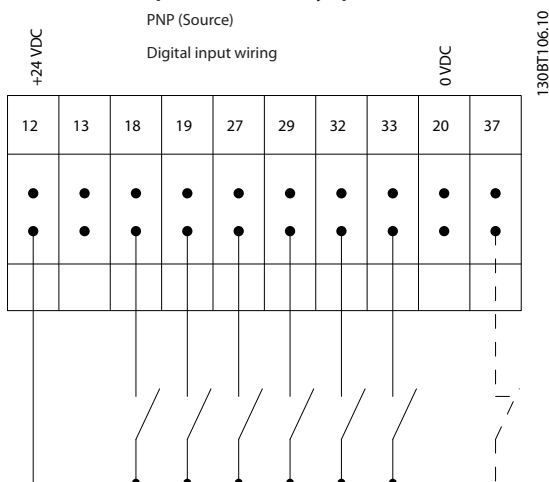 PNP (Source)
Digital input wiring
+24 VDC
0 VDC
130BT106.10
12 13 18 19 27 29 32 33 20 37